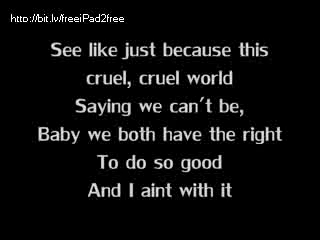 http://bit.lv/freeiPad2free
See like just because this
cruel, cruel world
Saying we can't be,
Baby we both have the right
To do so good
And I aint with it